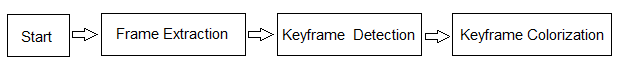 Start
Frame Extraction
Keyframe Detection
Keyframe Colorization